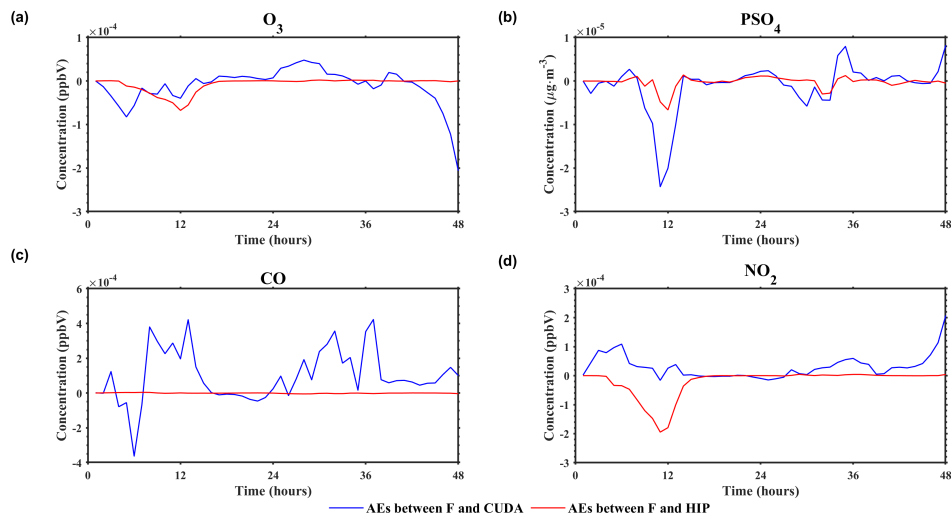 (a)
O3
×10-4
Concentration (ppbV)
1
0
-1
-2
-3
0
12
24
36
48
Time (hours)
(b)
PSO4
×10-5
Concentration (μg·m-3)
1
0
-1
-2
-3
0
12
24
36
48
Time (hours)
(c)
CO
×10-4
Concentration (ppbV)
6
4
2
0
-2
-4
0
12
24
36
48
Time (hours)
(d)
NO2
×10-4
Concentration (ppbV)
3
2
1
0
-1
-2
-3
0
12
24
36
48
Time (hours)
AEs between F and CUDA
AEs between F and HIP